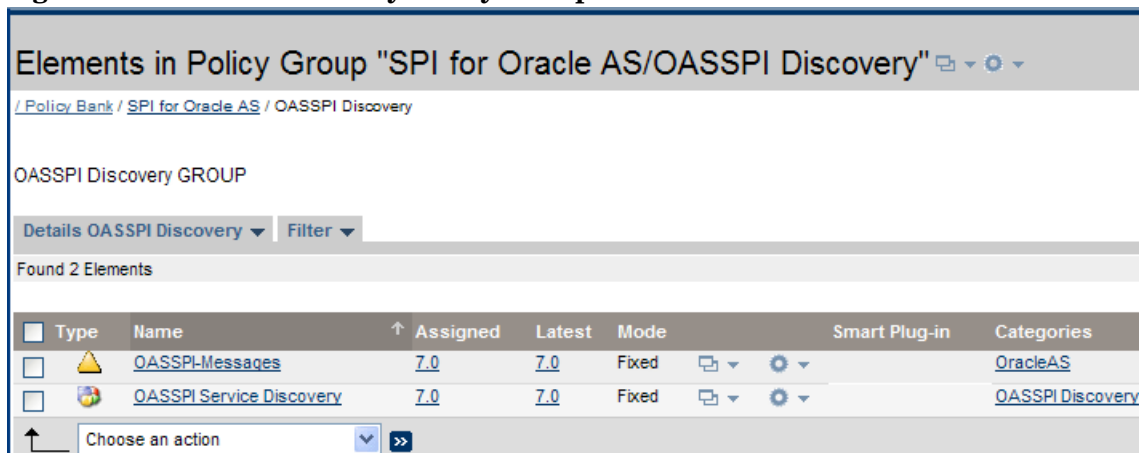 Elements in Policy Group "SPI for Oracle AS/OASSPI Discovery"
/ Policy Bank / SPI for Oracle AS / OASSPI Discovery
OASSPI Discovery GROUP
Details OASSPI Discovery Filter
Found 2 Elements
Type Name Assigned Latest Mode Smart Plug-in Categories
OASSPI-Messages 7.0 7.0 Fixed OracleAS
OASSPI Service Discovery 7.0 7.0 Fixed OASSPI Discovery
Choose an action